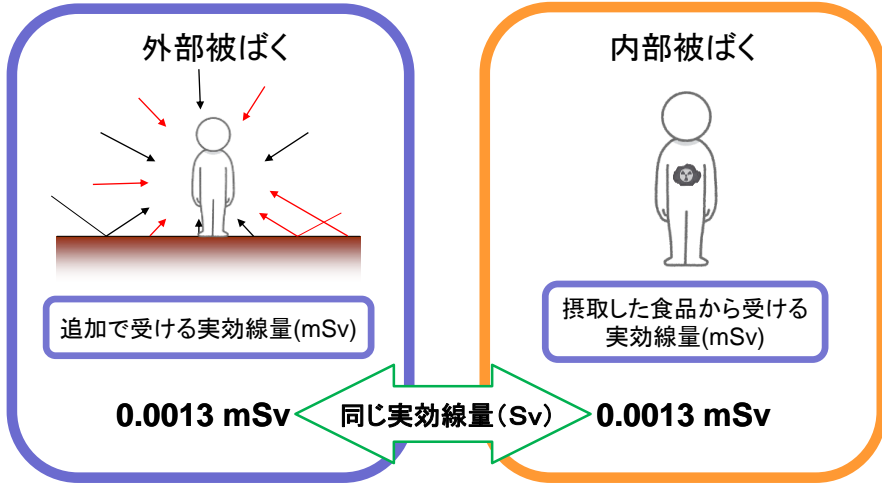 外部被ばく
追加で受ける実効線量(mSv)
0.0013 mSv
同じ実効線量(Sv)
内部被ばく
摂取した食品から受ける
実効線量(mSv)
0.0013 mSv